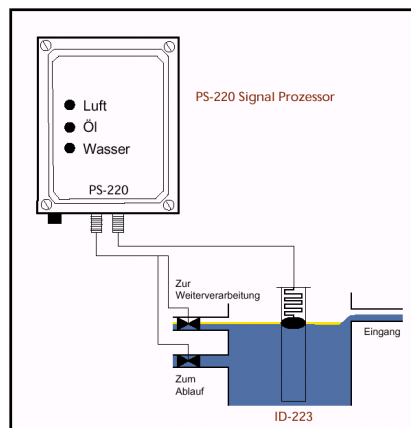 PS-220 Signal Prozessor
Luft
Öl
Wasser
PS-220
Zur
Weiterverarbeitung
Eingang
Zum
Ablauf
ID-223